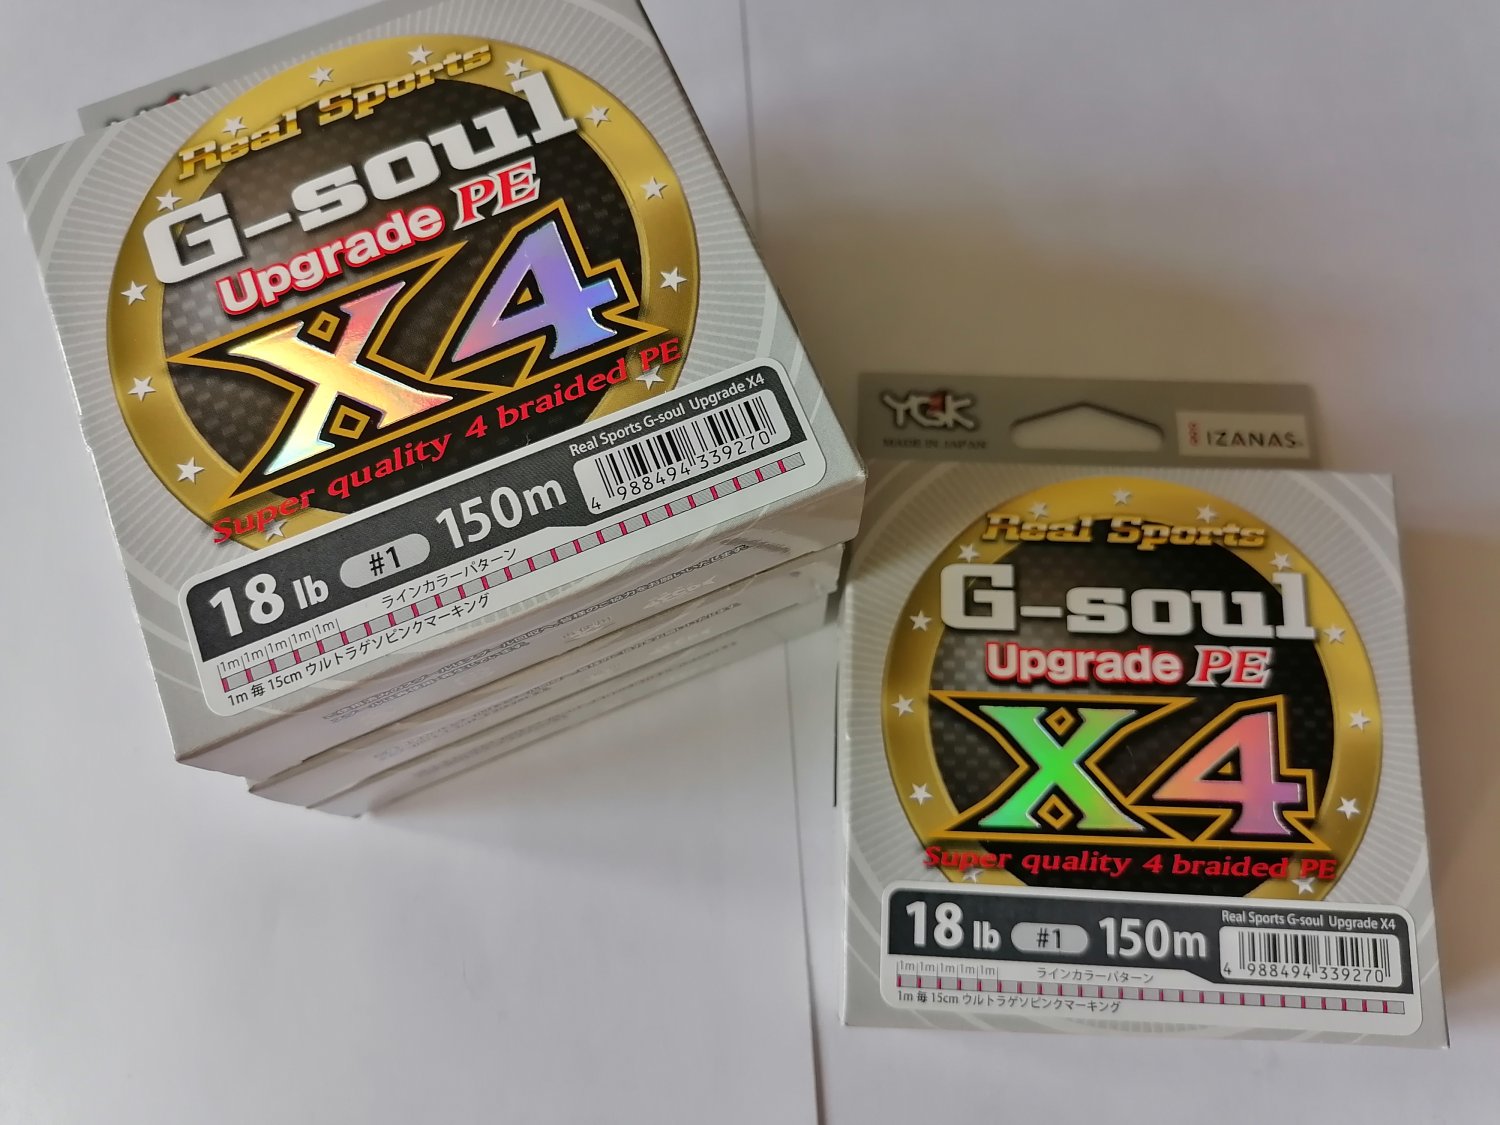 Real Sports
G-soul
Upgrade PE
X4
Super quality 4 braided PE
Real Sports G-soul Upgrade X4
18 lb #1 150m
4 988494 339270
ラインカラーパターン
1m 1m 1m 1m 1m
1m 毎 15cm ウルトラゲソピンクマーキング
YGK
MADE IN JAPAN
IZANAS
Real Sports
G-soul
Upgrade PE
X4
Super quality 4 braided PE
Real Sports G-soul Upgrade X4
18 lb #1 150m
4 988494 339270
1m 1m 1m 1m 1m
ラインカラーパターン
1m 毎 15cm ウルトラゲソピンクマーキング